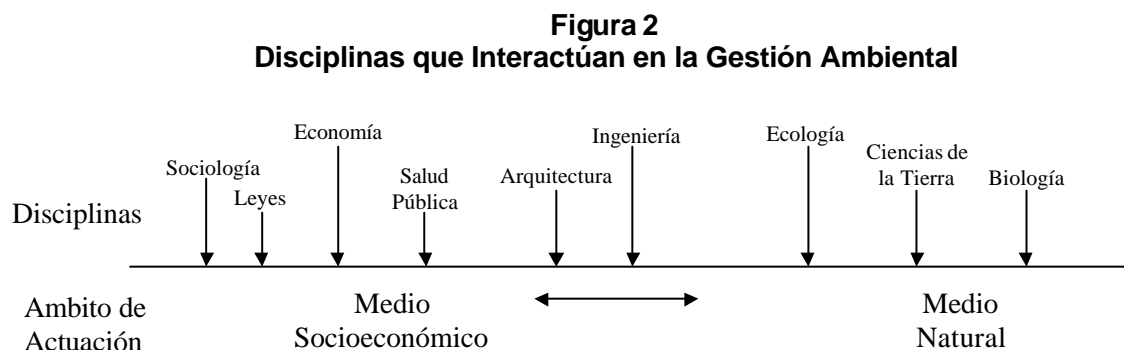 Figura 2
Disciplinas que Interactúan en la Gestión Ambiental
Economía
Ingeniería
Ecología
Sociología
Leyes
Salud
Pública
Arquitectura
Ciencias de
la Tierra
Biología
Disciplinas
Ambito de
Actuación
Medio
Socioeconómico
Medio
Natural